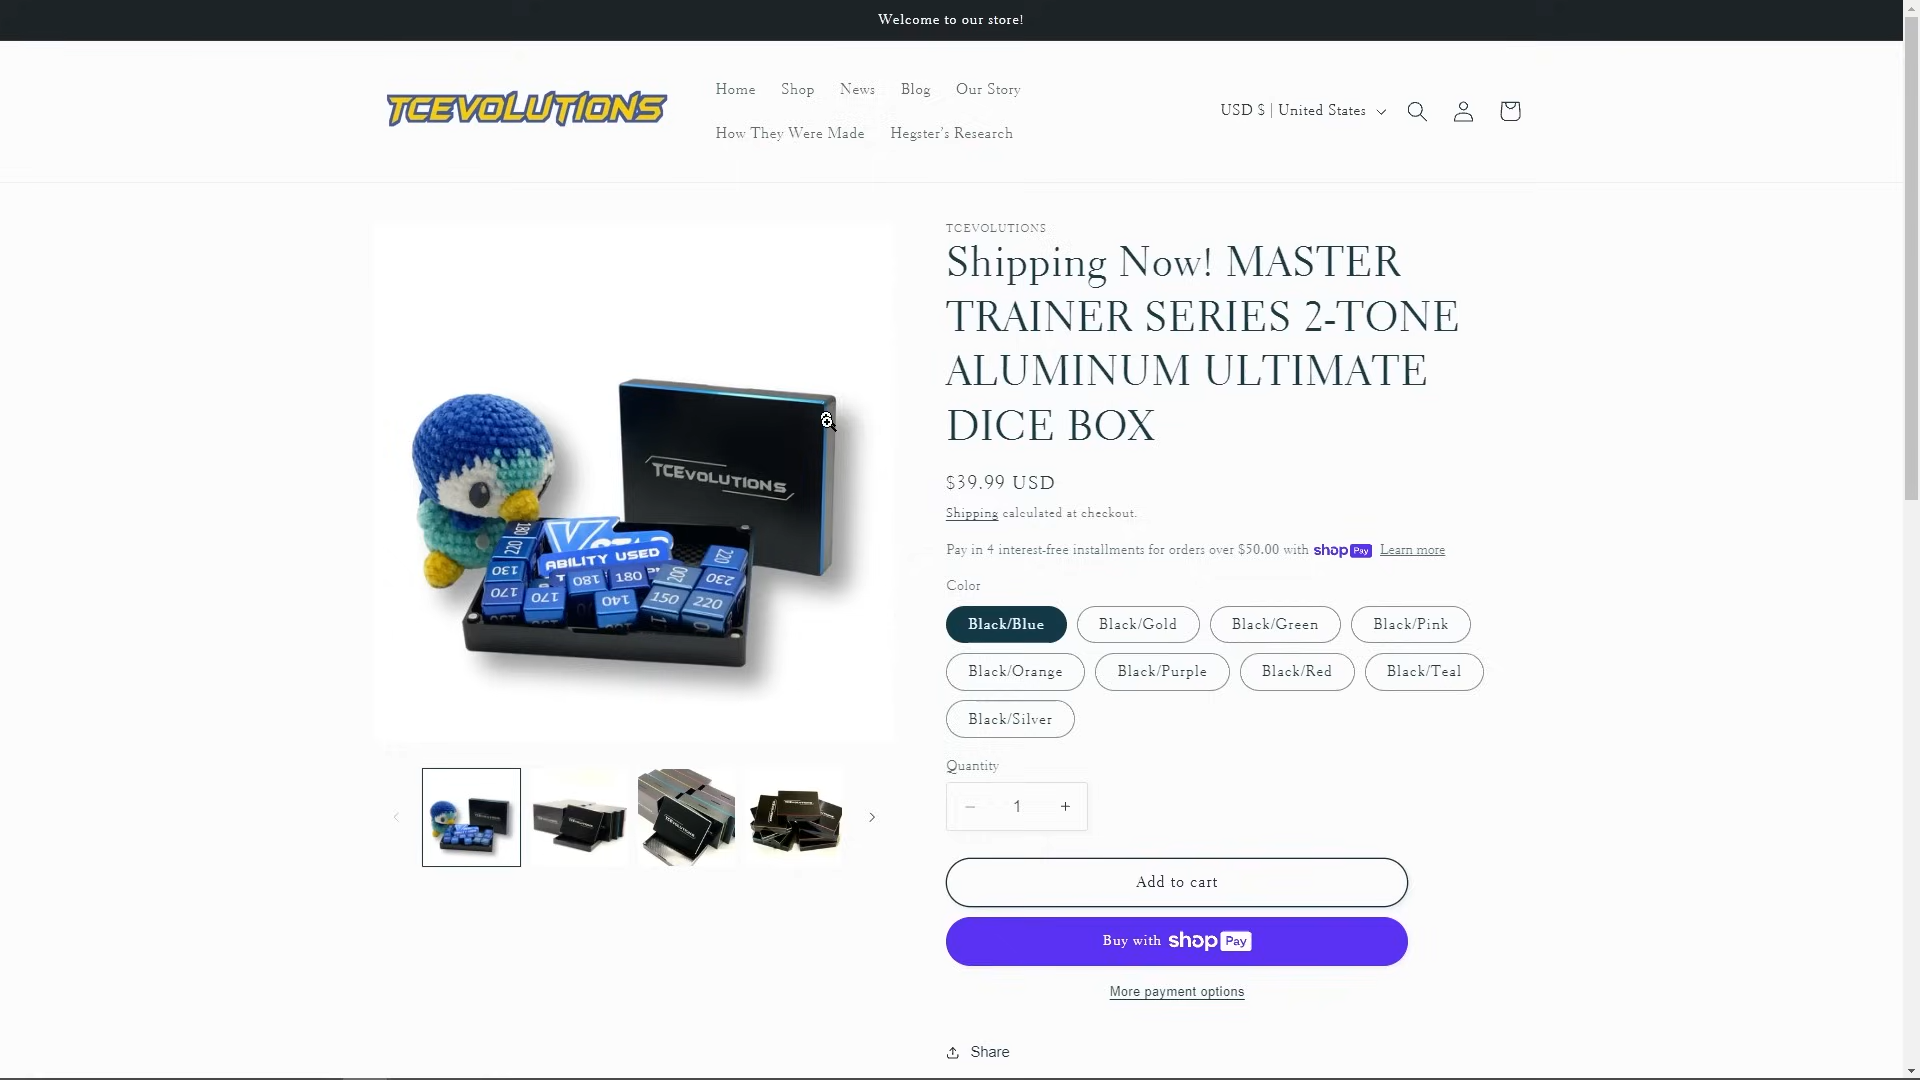 Welcome to our store!
TCEVOLUTIONS
Home Shop News Blog Our Story
How They Were Made Hegster's Research
USD $ | United States
TCEVOLUTIONS
Shipping Now! MASTER
TRAINER SERIES 2-TONE
ALUMINUM ULTIMATE
DICE BOX
$39.99 USD
Shipping calculated at checkout.
Pay in 4 interest-free installments for orders over $50.00 with shop Pay Learn more
Color
Black/Blue Black/Gold Black/Green Black/Pink
Black/Orange Black/Purple Black/Red Black/Teal
Black/Silver
Quantity
1
Add to cart
Buy with shop Pay
More payment options
Share
TCEVOLUTIONS
ABILITY USED
180
220
130
170
170
180
180
140
200
150
220
230
220